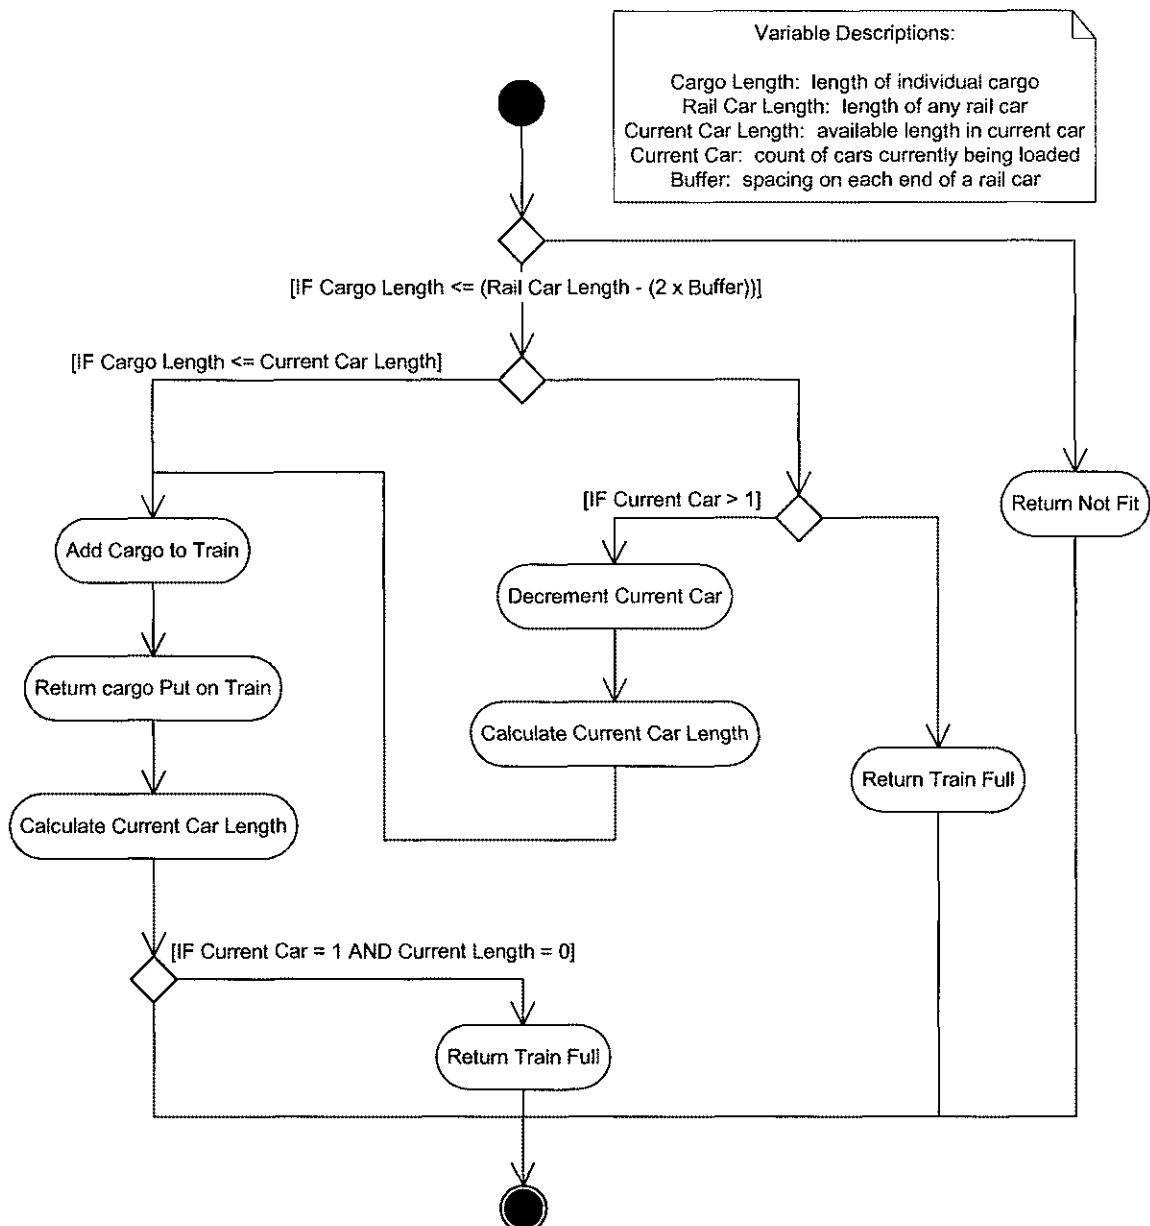 Variable Descriptions:
Cargo Length: length of individual cargo
Rail Car Length: length of any rail car
Current Car Length: available length in current car
Current Car: count of cars currently being loaded
Buffer: spacing on each end of a rail car
[IF Cargo Length <= (Rail Car Length - (2 x Buffer))]
[IF Cargo Length <= Current Car Length]
[IF Current Car > 1]
Return Not Fit
Add Cargo to Train
Decrement Current Car
Return cargo Put on Train
Calculate Current Car Length
Return Train Full
Calculate Current Car Length
[IF Current Car = 1 AND Current Length = 0]
Return Train Full